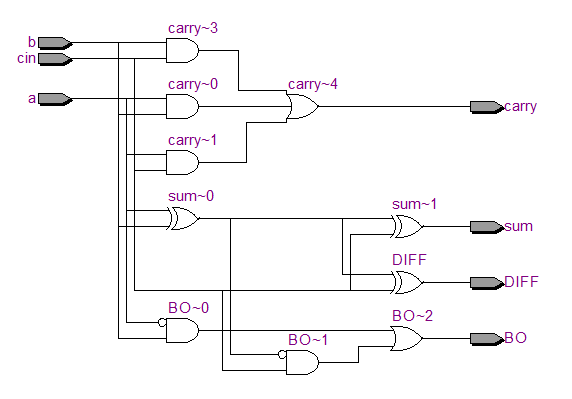 carry~3
b
cin
carry~0
carry~4
a
carry
carry~1
sum~0
sum~1
sum
DIFF
DIFF
BO~0
BO~1
BO~2
BO